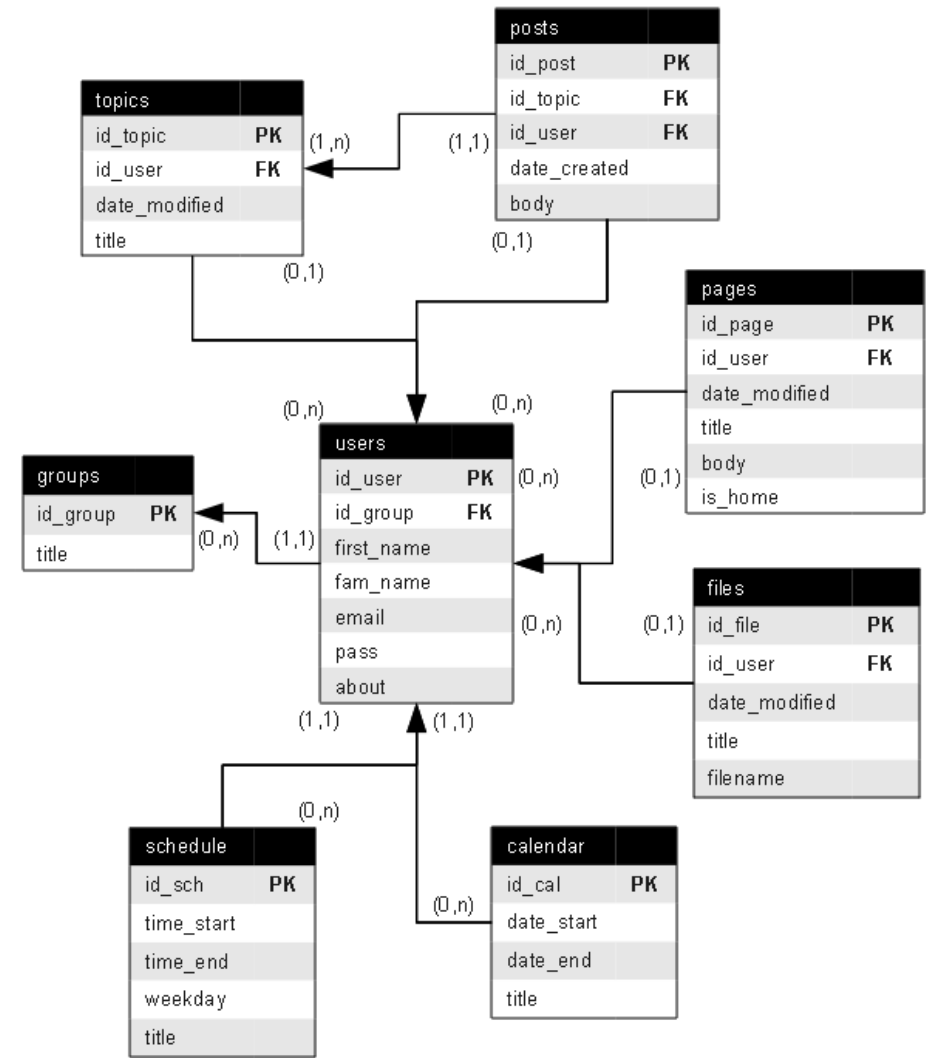 posts
id_post PK
id_topic FK
id_user FK
date_created
body
topics
id_topic PK
id_user FK
date_modified
title
(1,n)
(1,1)
(0,1)
(0,1)
pages
id_page PK
id_user FK
date_modified
title
body
is_home
(0,n)
(0,n)
users
id_user PK
id_group FK
first_name
fam_name
email
pass
about
(0,n)
(0,1)
groups
id_group PK
title
(0,n)
(1,1)
files
id_file PK
id_user FK
date_modified
title
filename
(0,n)
(0,1)
(1,1)
(1,1)
(0,n)
schedule
id_sch PK
time_start
time_end
weekday
title
(0,n)
calendar
id_cal PK
date_start
date_end
title